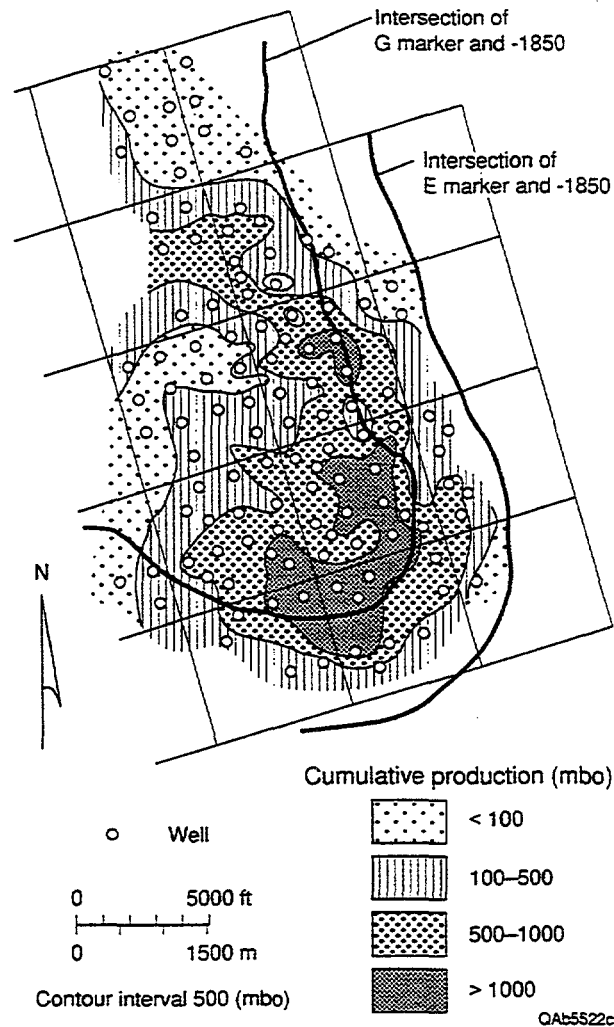 Intersection of
G marker and -1850
Intersection of
E marker and -1850
N
Cumulative production (mbo)
< 100
100–500
500–1000
> 1000
Well
0 5000 ft
0 1500 m
Contour interval 500 (mbo)
QAb5522c